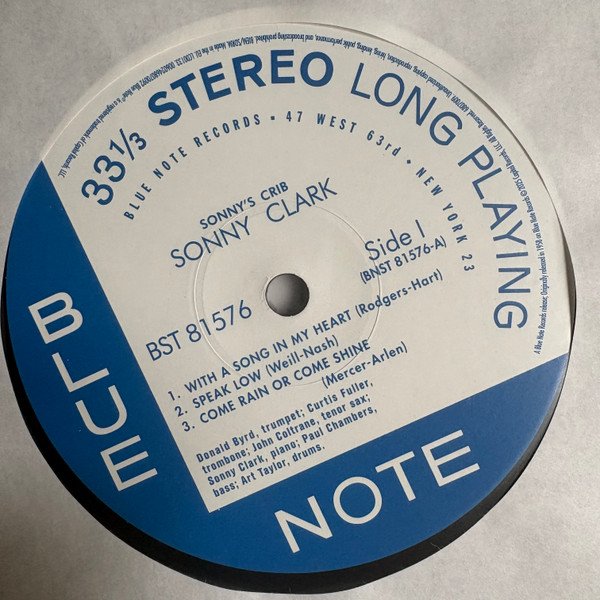 33 1/3 STEREO LONG PLAYING
BLUE NOTE RECORDS • 47 WEST 63rd • NEW YORK 23
SONNY'S CRIB
SONNY CLARK
Side I
(BNST 81576-A)
BST 81576
1. WITH A SONG IN MY HEART (Rodgers-Hart)
2. SPEAK LOW (Weill-Nash)
3. COME RAIN OR COME SHINE
(Mercer-Arlen)
Donald Byrd, trumpet; Curtis Fuller,
trombone; John Coltrane, tenor sax;
Sonny Clark, piano; Paul Chambers,
bass; Art Taylor, drums.
BLUE
NOTE